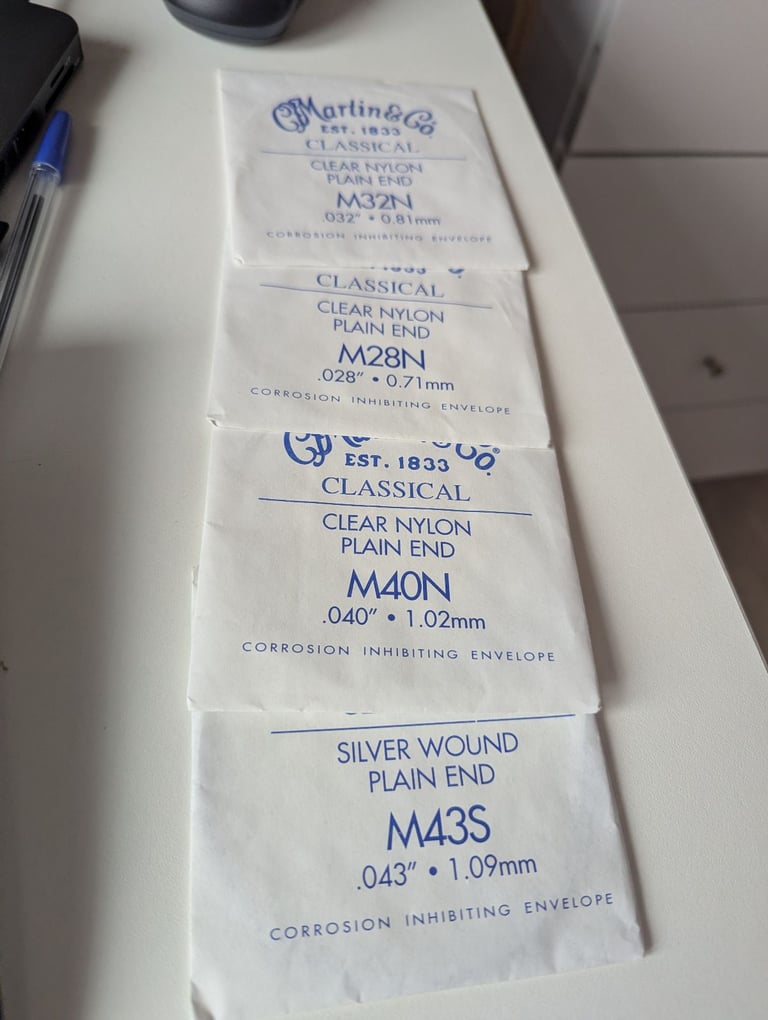 CFMartin & Co.
EST. 1833
CLASSICAL
CLEAR NYLON
PLAIN END
M32N
.032" • 0.81mm
CORROSION INHIBITING ENVELOPE
CLASSICAL
CLEAR NYLON
PLAIN END
M28N
.028" • 0.71mm
CORROSION INHIBITING ENVELOPE
EST. 1833
CLASSICAL
CLEAR NYLON
PLAIN END
M40N
.040" • 1.02mm
CORROSION INHIBITING ENVELOPE
SILVER WOUND
PLAIN END
M43S
.043" • 1.09mm
CORROSION INHIBITING ENVELOPE